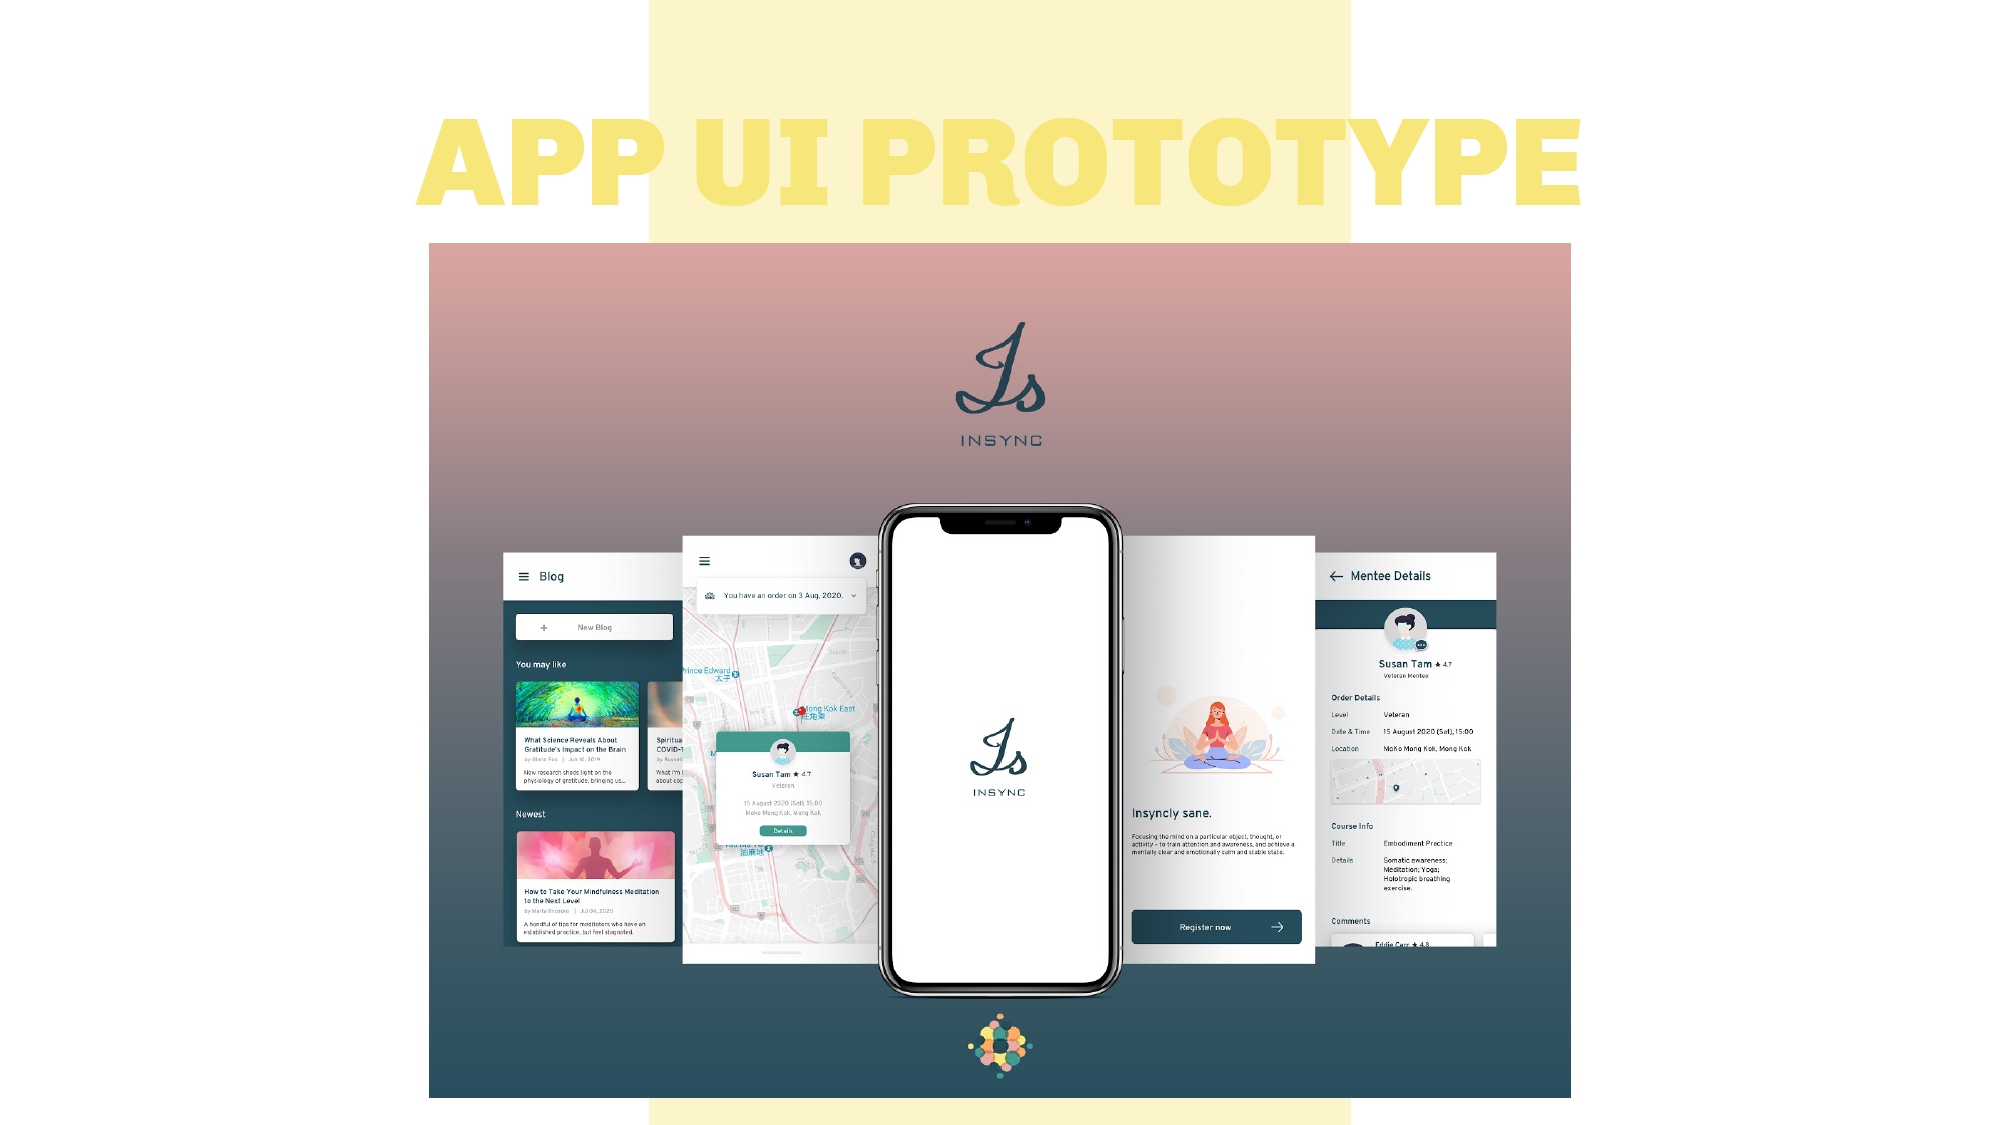 APP UI PROTOTYPE
Is
INSYNC
Blog
New Blog
You may like
What Science Reveals About
Gratitude's Impact on the Brain
by Glenn Fox | Jun 10, 2019
New research sheds light on the
physiology of gratitude, bringing us...
Spiritua
COVID-1
by Russel
What I'm l
about cop
Newest
How to Take Your Mindfulness Meditation
to the Next Level
Jul 09, 2020
A handful of tips for meditators who have an
established practice, but feel stagnated.
You have an order on 3 Aug, 2020.
Prince Edward
太子
Mong Kok East
旺角東
Susan Tam ★ 4.7
Veteran
15 August 2020 (Sat), 15:00
Moko Mong Kok, Mong Kok
Details
油麻地
Is
INSYNC
Insyncly sane.
Focusing the mind on a particular object, thought, or
activity – to train attention and awareness, and achieve a
mentally clear and emotionally calm and stable state.
Register now
Mentee Details
Susan Tam ★ 4.7
Veteran Mentee
Order Details
Level Veteran
Date & Time 15 August 2020 (Sat), 15:00
Location MoKo Mong Kok, Mong Kok
Course Info
Title Embodiment Practice
Details Somatic awareness;
Meditation; Yoga;
Holotropic breathing
exercise.
Comments
Eddie Carr ★ 4.8